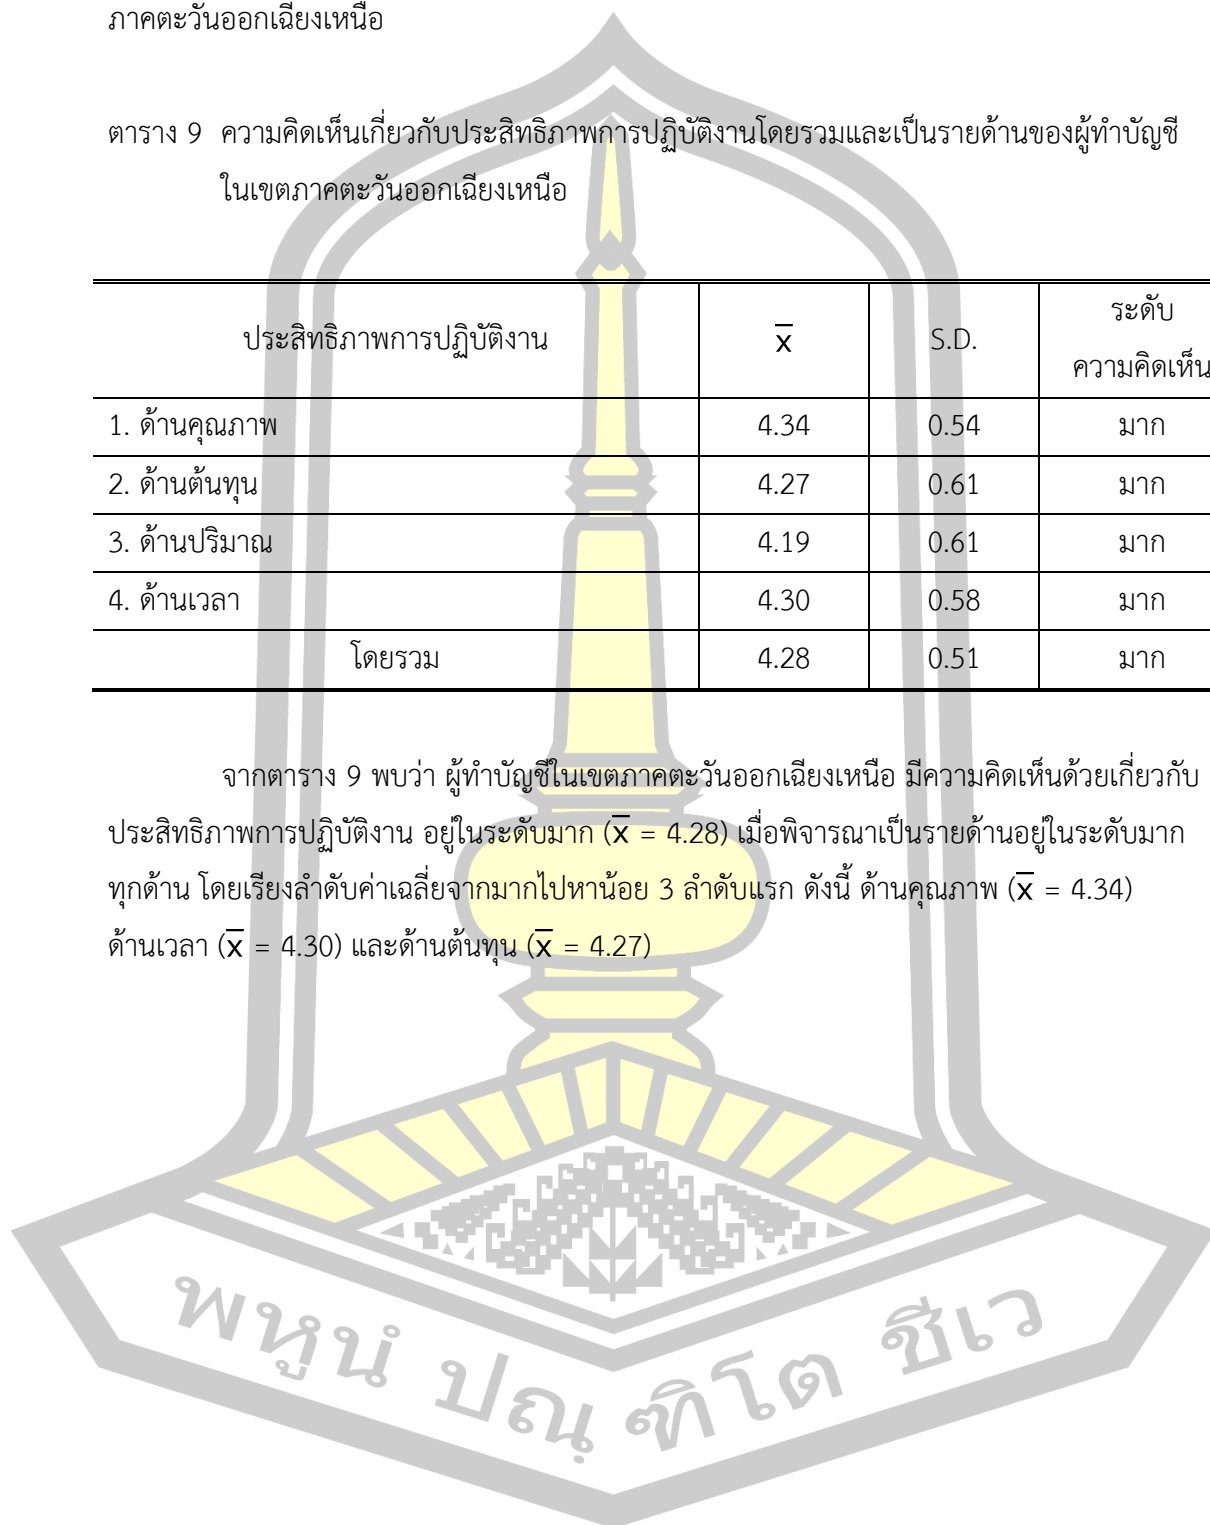 ภาคตะวันออกเฉียงเหนือ
ตาราง 9 ความคิดเห็นเกี่ยวกับประสิทธิภาพการปฏิบัติงานโดยรวมและเป็นรายด้านของผู้ทำบัญชี
ในเขตภาคตะวันออกเฉียงเหนือ
ประสิทธิภาพการปฏิบัติงาน x̅ S.D. ระดับ
ความคิดเห็น
1. ด้านคุณภาพ 4.34 0.54 มาก
2. ด้านต้นทุน 4.27 0.61 มาก
3. ด้านปริมาณ 4.19 0.61 มาก
4. ด้านเวลา 4.30 0.58 มาก
โดยรวม 4.28 0.51 มาก
จากตาราง 9 พบว่า ผู้ทำบัญชีในเขตภาคตะวันออกเฉียงเหนือ มีความคิดเห็นด้วยเกี่ยวกับ
ประสิทธิภาพการปฏิบัติงาน อยู่ในระดับมาก (x̅ = 4.28) เมื่อพิจารณาเป็นรายด้านอยู่ในระดับมาก
ทุกด้าน โดยเรียงลำดับค่าเฉลี่ยจากมากไปหาน้อย 3 ลำดับแรก ดังนี้ ด้านคุณภาพ (x̅ = 4.34)
ด้านเวลา (x̅ = 4.30) และด้านต้นทุน (x̅ = 4.27)
พหูนํ ปณฺฑิโต ชีเว